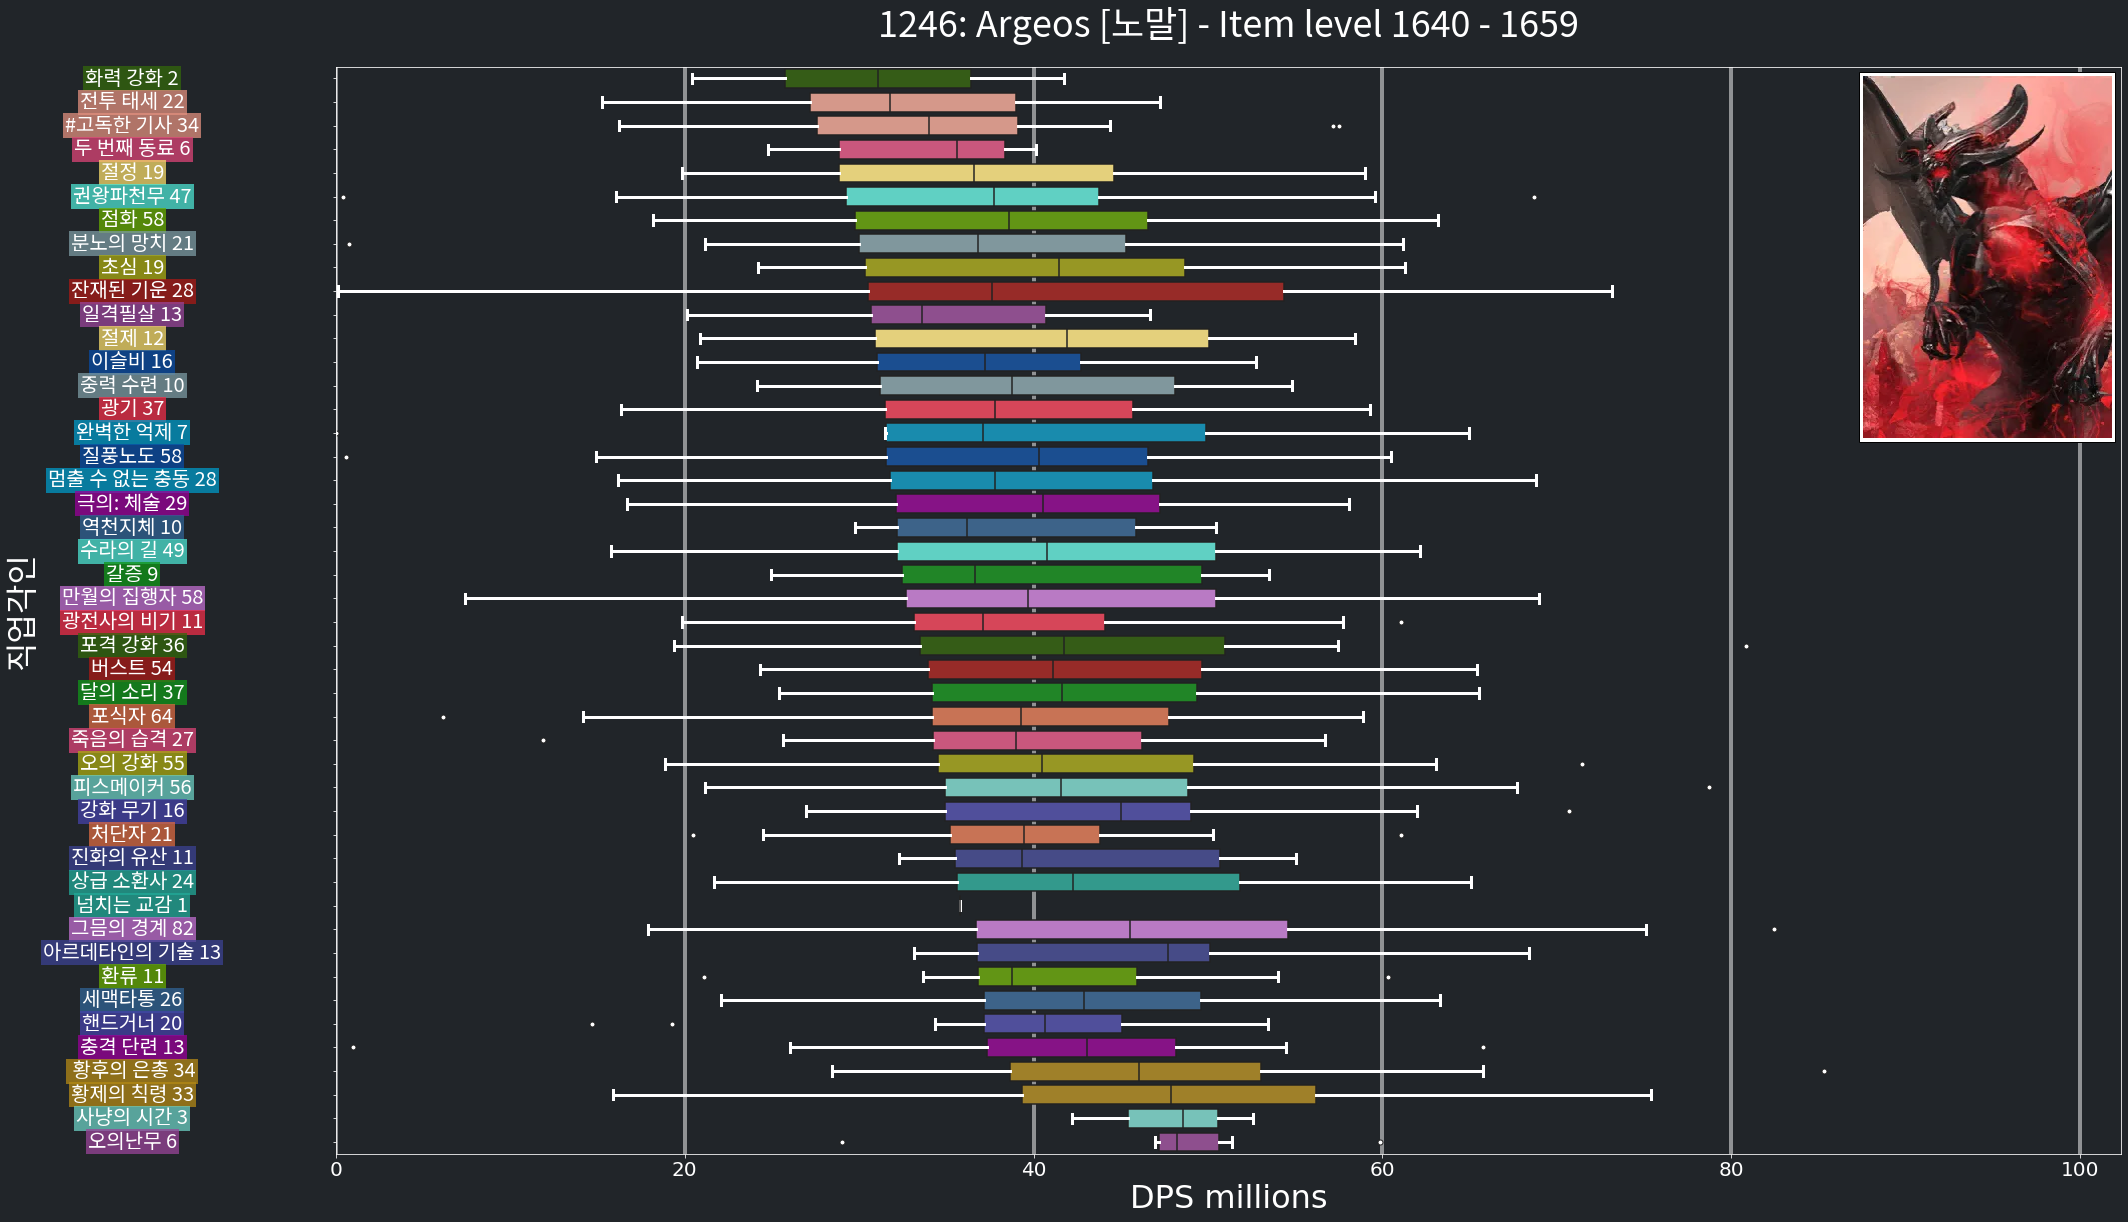 1246: Argeos [노말] - Item level 1640 - 1659
직업각인
화력 강화 2
전투 태세 22
#고독한 기사 34
두 번째 동료 6
절정 19
권왕파천무 47
점화 58
분노의 망치 21
초심 19
잔재된 기운 28
일격필살 13
절제 12
이슬비 16
중력 수련 10
광기 37
완벽한 억제 7
질풍노도 58
멈출 수 없는 충동 28
극의: 체술 29
역천지체 10
수라의 길 49
갈증 9
만월의 집행자 58
광전사의 비기 11
포격 강화 36
버스트 54
달의 소리 37
포식자 64
죽음의 습격 27
오의 강화 55
피스메이커 56
강화 무기 16
처단자 21
진화의 유산 11
상급 소환사 24
넘치는 교감 1
그믐의 경계 82
아르데타인의 기술 13
환류 11
세맥타통 26
핸드거너 20
충격 단련 13
황후의 은총 34
황제의 칙령 33
사냥의 시간 3
오의난무 6
0 20 40 60 80 100
DPS millions